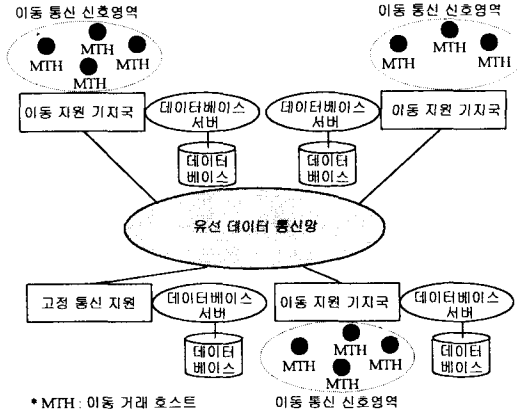 이동 통신 신호영역
이동 통신 신호영역
MTH
MTH
MTH
MTH
MTH
MTH
MTH
이동 지원 기지국
데이터베이스
서버
데이터베이스
서버
이동 지원 기지국
데이터
베이스
데이터
베이스
유선 데이터 통신망
고정 통신 지원
데이터베이스
서버
이동 지원 기지국
데이터베이스
서버
데이터
베이스
MTH
MTH
MTH
MTH
데이터
베이스
* MTH : 이동 거래 호스트
이동 통신 신호영역